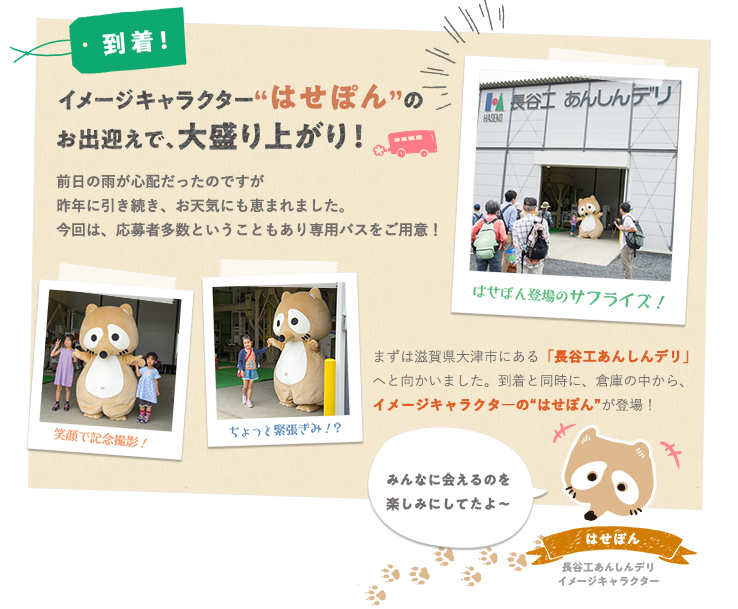 到着！
イメージキャラクター“はせぽん”の
お出迎えで、大盛り上がり！
前日の雨が心配だったのですが
昨年に引き続き、お天気にも恵まれました。
今回は、応募者多数ということもあり専用バスをご用意！
HASEKO
長谷工 あんしんデリ
はせぽん登場のサプライズ！
笑顔で記念撮影！
ちょっと緊張ぎみ！？
まずは滋賀県大津市にある「長谷工あんしんデリ」
へと向かいました。到着と同時に、倉庫の中から、
イメージキャラクターの“はせぽん”が登場！
みんなに会えるのを
楽しみにしてたよ～
はせぽん
長谷工あんしんデリ
イメージキャラクター